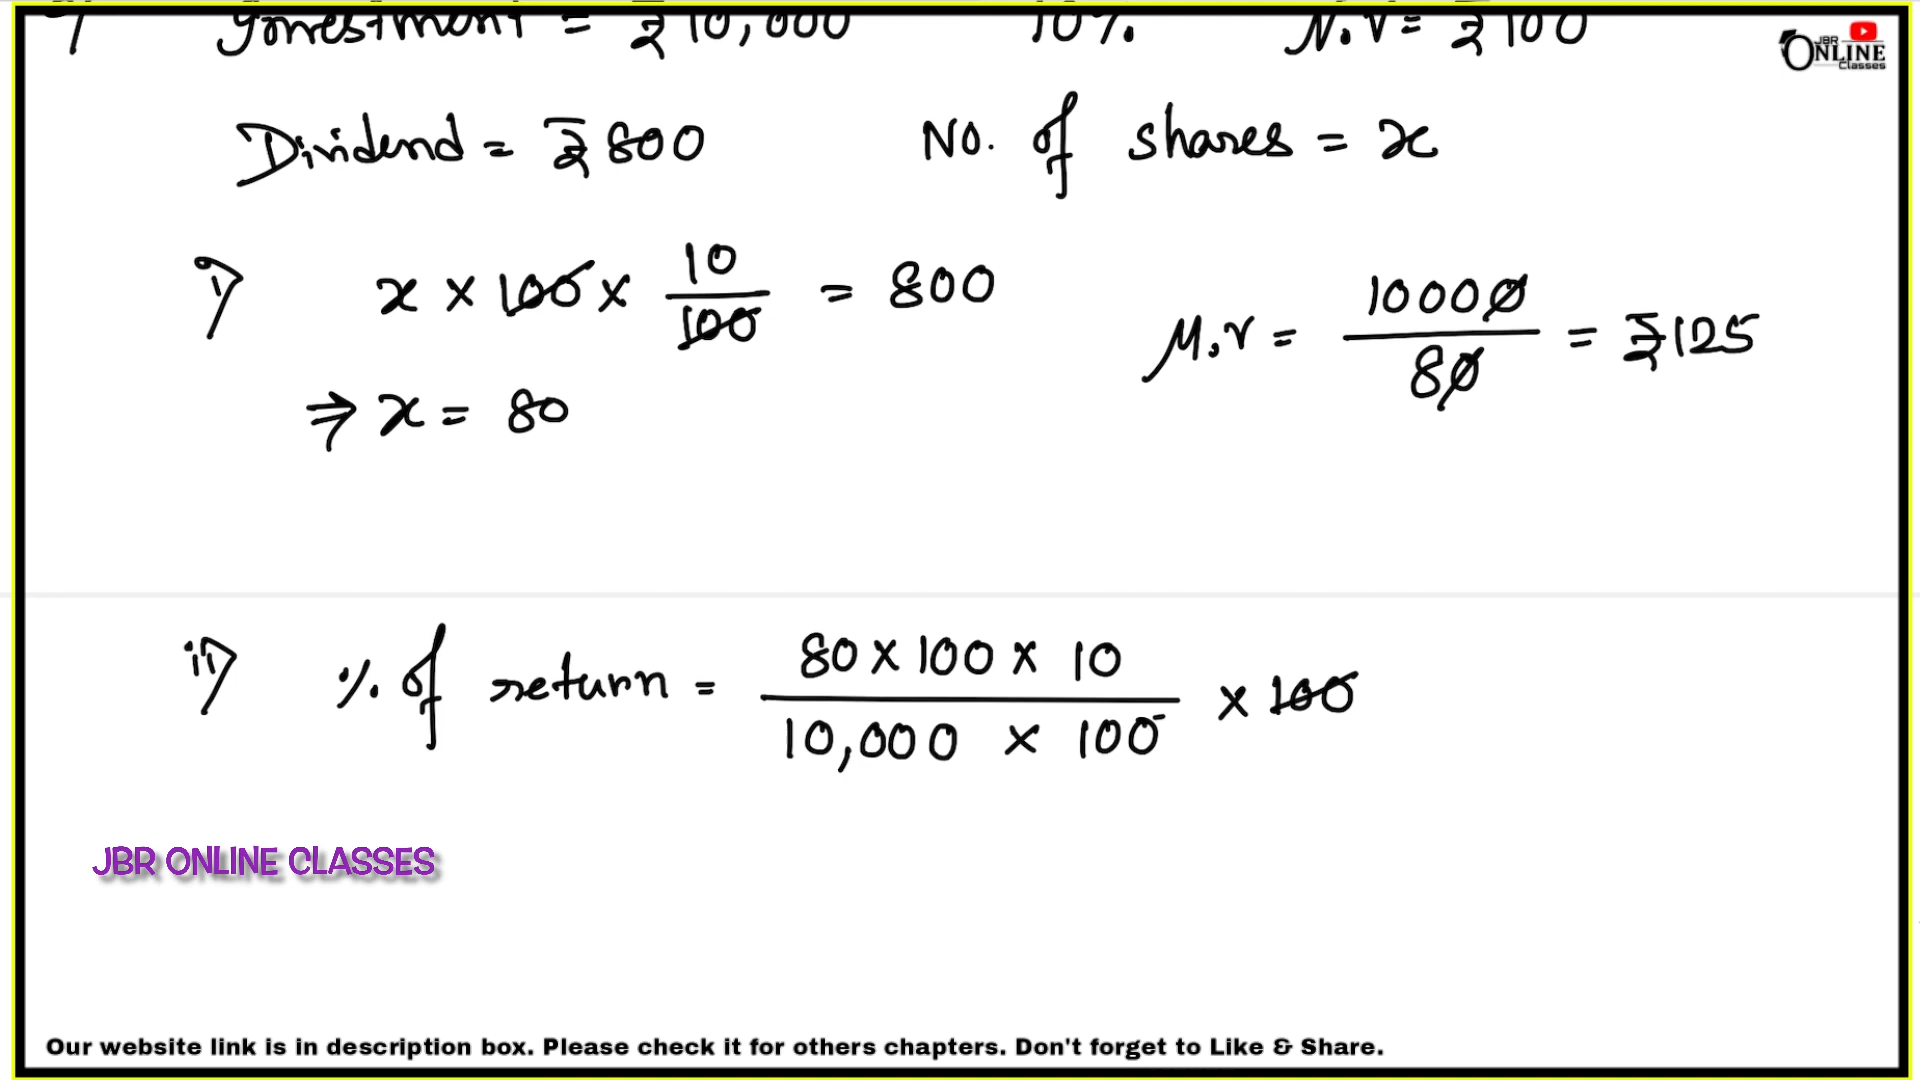 Investment = ₹10,000 10% N.V = ₹100
JBR
ONLINE
Classes
Dividend = ₹800 No. of shares = x
i) x × 100 × 10/100 = 800
M.V = 10000/80 = ₹125
⇒ x = 80
ii) % of return = 80 × 100 × 10 / 10,000 × 100 × 100
JBR ONLINE CLASSES
Our website link is in description box. Please check it for others chapters. Don't forget to Like & Share.